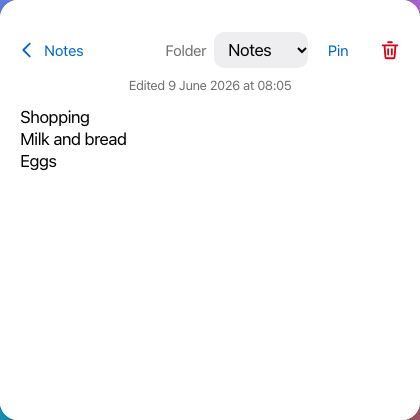 Notes
Folder
Notes
Pin
Edited 9 June 2026 at 08:05
Shopping
Milk and bread
Eggs